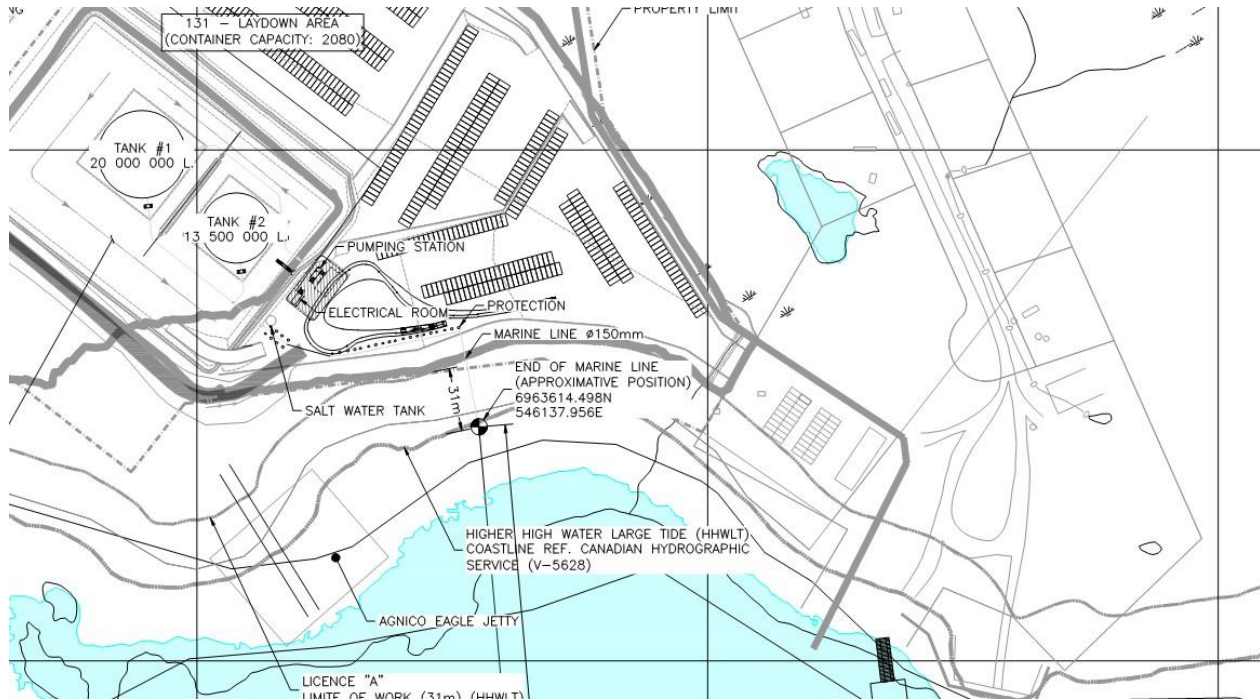 NG
131 – LAYDOWN AREA
(CONTAINER CAPACITY: 2080)
PROPERTY LIMIT
TANK #1
20 000 000 L.
TANK #2
13 500 000 L.
PUMPING STATION
ELECTRICAL ROOM
PROTECTION
MARINE LINE ø150mm
END OF MARINE LINE
(APPROXIMATIVE POSITION)
6963614.498N
546137.956E
31m
SALT WATER TANK
HIGHER HIGH WATER LARGE TIDE (HHWLT)
COASTLINE REF. CANADIAN HYDROGRAPHIC
SERVICE (V-5628)
AGNICO EAGLE JETTY
LICENCE "A"
LIMITE OF WORK (31m) (HHWLT)